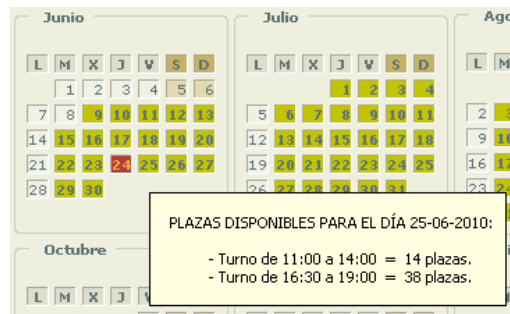 Junio
Julio
Ago
L M X J V S D
L M X J V S D
L M
1 2 3 4 5 6
1 2 3 4
7 8 9 10 11 12 13
5 6 7 8 9 10 11
2
14 15 16 17 18 19 20
12 13 14 15 16 17 18
9 10
21 22 23 24 25 26 27
19 20 21 22 23 24 25
16 17
28 29 30
26 27 28 29 30 31
23 24
PLAZAS DISPONIBLES PARA EL DÍA 25-06-2010:
- Turno de 11:00 a 14:00 = 14 plazas.
- Turno de 16:30 a 19:00 = 38 plazas.
Octubre
L M X J V